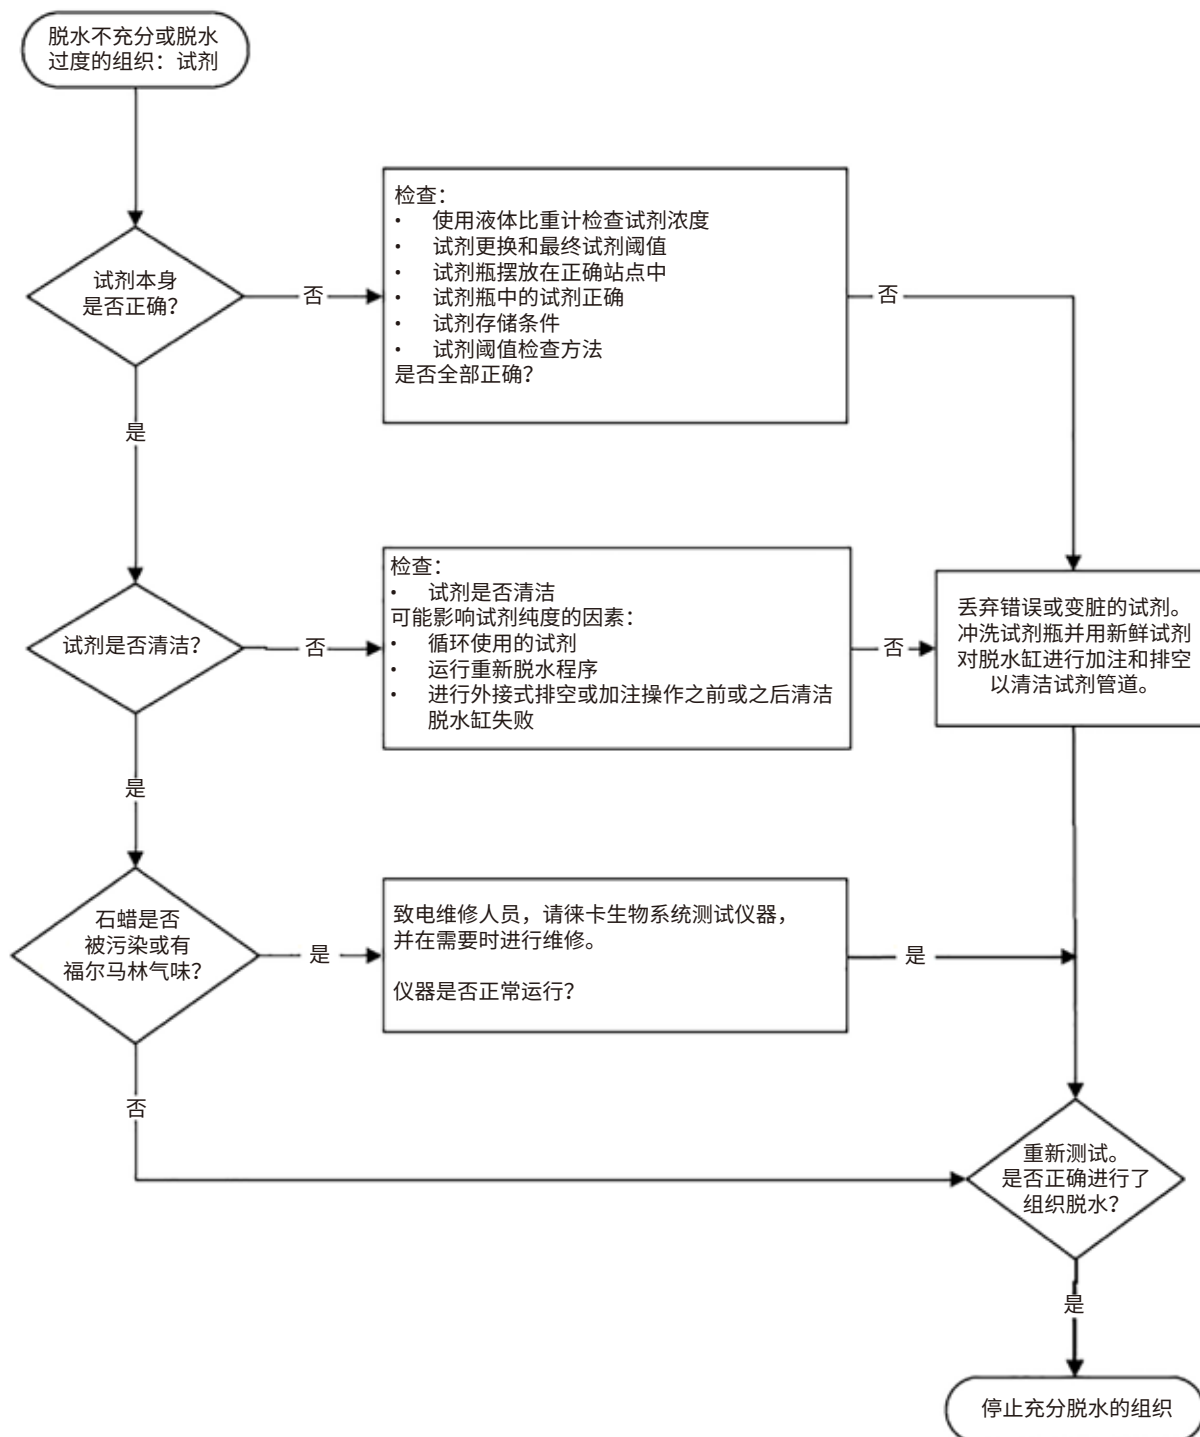 脱水不充分或脱水
过度的组织：试剂
试剂本身
是否正确？
否
检查：
• 使用液体比重计检查试剂浓度
• 试剂更换和最终试剂阈值
• 试剂瓶摆放在正确站点中
• 试剂瓶中的试剂正确
• 试剂存储条件
• 试剂阈值检查方法
是否全部正确？
否
是
试剂是否清洁？
否
检查：
• 试剂是否清洁
可能影响试剂纯度的因素：
• 循环使用的试剂
• 运行重新脱水程序
• 进行外接式排空或加注操作之前或之后清洁
脱水缸失败
否
丢弃错误或变脏的试剂。
冲洗试剂瓶并用新鲜试剂
对脱水缸进行加注和排空
以清洁试剂管道。
是
石蜡是否
被污染或有
福尔马林气味？
是
致电维修人员，请徕卡生物系统测试仪器，
并在需要时进行维修。
仪器是否正常运行？
是
否
重新测试。
是否正确进行了
组织脱水？
是
停止充分脱水的组织